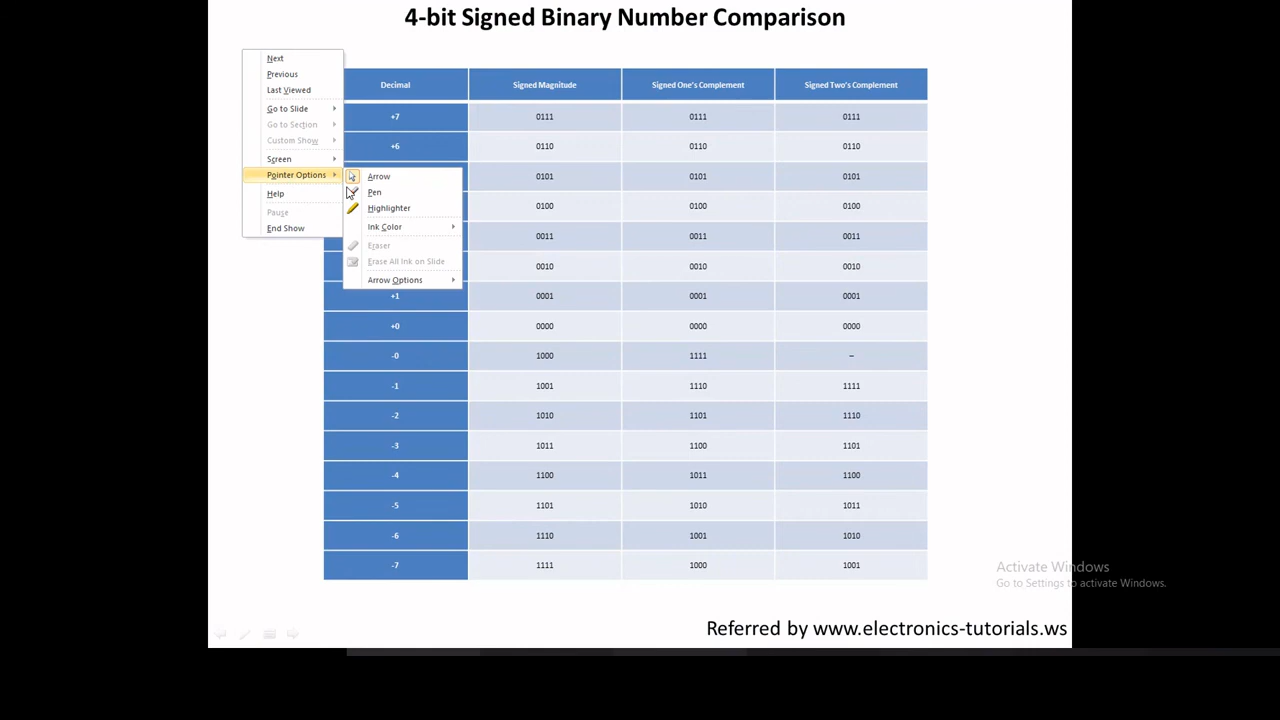 4-bit Signed Binary Number Comparison
Next
Previous
Last Viewed
Go to Slide
Go to Section
Custom Show
Screen
Pointer Options
Help
Pause
End Show
Arrow
Pen
Highlighter
Ink Color
Eraser
Erase All Ink on Slide
Arrow Options
Decimal Signed Magnitude Signed One's Complement Signed Two's Complement
+7 0111 0111 0111
+6 0110 0110 0110
0101 0101 0101
0100 0100 0100
0011 0011 0011
0010 0010 0010
+1 0001 0001 0001
+0 0000 0000 0000
-0 1000 1111 –
-1 1001 1110 1111
-2 1010 1101 1110
-3 1011 1100 1101
-4 1100 1011 1100
-5 1101 1010 1011
-6 1110 1001 1010
-7 1111 1000 1001
Activate Windows
Go to Settings to activate Windows.
Referred by www.electronics-tutorials.ws